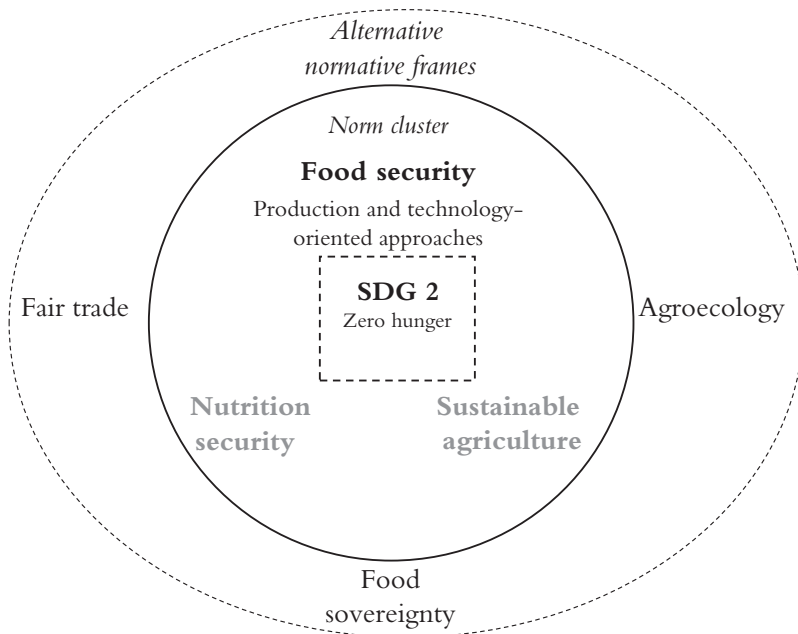 Alternative
normative frames
Norm cluster
Food security
Production and technology-
oriented approaches
SDG 2
Zero hunger
Fair trade
Agroecology
Nutrition
security
Sustainable
agriculture
Food
sovereignty